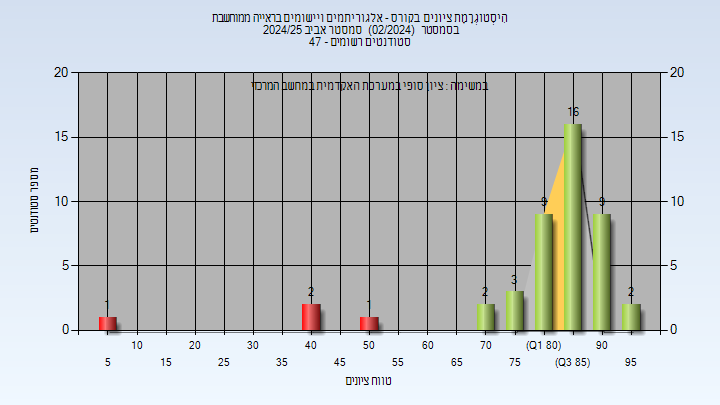 היסטוגרמת ציונים בקורס - אלגוריתמים ויישומים בראייה ממוחשבת
בסמסטר (02/2024) סמסטר אביב 2024/25
סטודנטים רשומים - 47
במשימה : ציון סופי במערכת האקדמית במחשב המרכזי
20 20
15 15
10 10
5 5
0 0
מספר סטודנטים
1 2 1 2 3 9 16 9 2
10 20 30 40 50 60 70 (Q1 80) 90
5 15 25 35 45 55 65 75 (Q3 85) 95
טווח ציונים